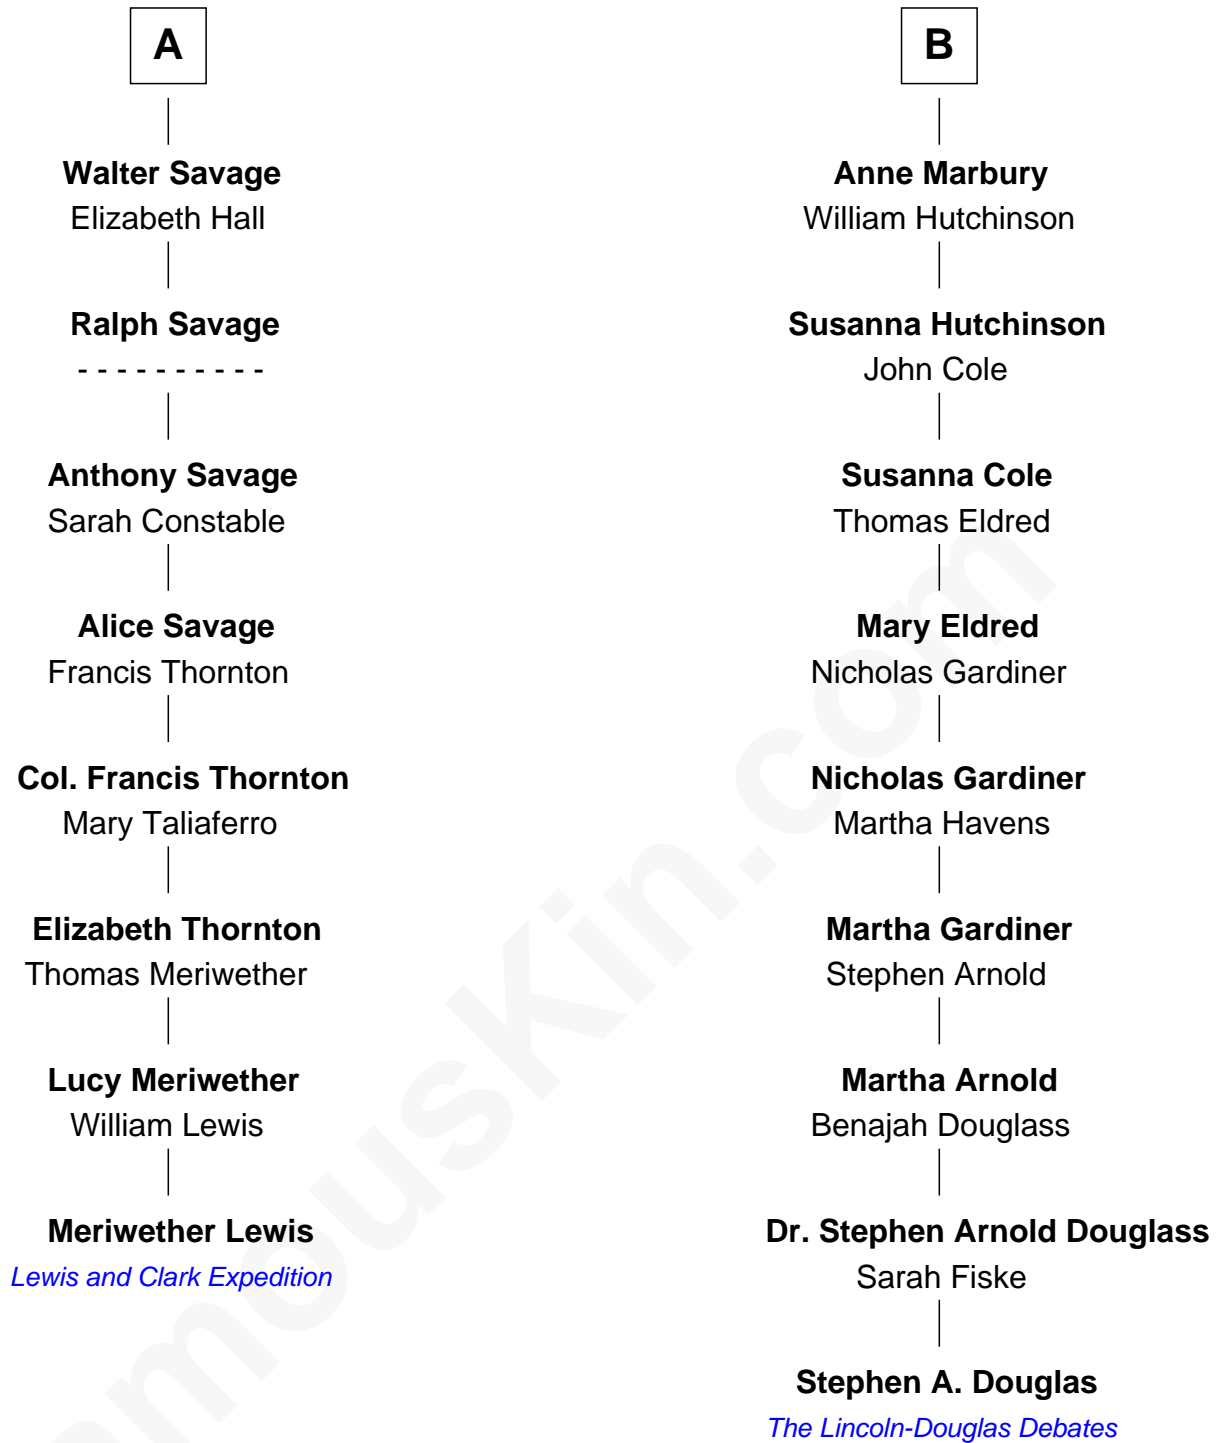 A
Walter Savage
Elizabeth Hall
Ralph Savage
- - - - - - - - - -
Anthony Savage
Sarah Constable
Alice Savage
Francis Thornton
Col. Francis Thornton
Mary Taliaferro
Elizabeth Thornton
Thomas Meriwether
Lucy Meriwether
William Lewis
Meriwether Lewis
Lewis and Clark Expedition
B
Anne Marbury
William Hutchinson
Susanna Hutchinson
John Cole
Susanna Cole
Thomas Eldred
Mary Eldred
Nicholas Gardiner
Nicholas Gardiner
Martha Havens
Martha Gardiner
Stephen Arnold
Martha Arnold
Benajah Douglass
Dr. Stephen Arnold Douglass
Sarah Fiske
Stephen A. Douglas
The Lincoln-Douglas Debates
amousKin.com